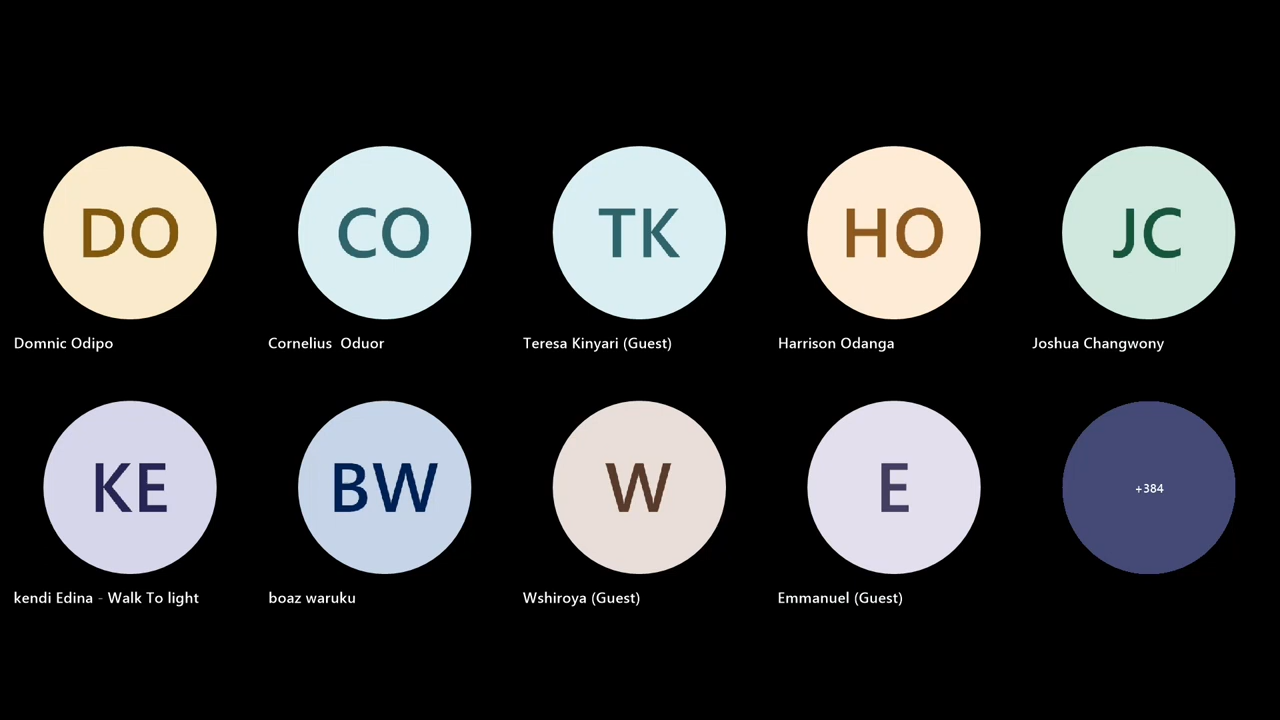 DO
CO
TK
HO
JC
Domnic Odipo
Cornelius  Oduor
Teresa Kinyari (Guest)
Harrison Odanga
Joshua Changwony
KE
BW
W
E
+384
kendi Edina - Walk To light
boaz waruku
Wshiroya (Guest)
Emmanuel (Guest)